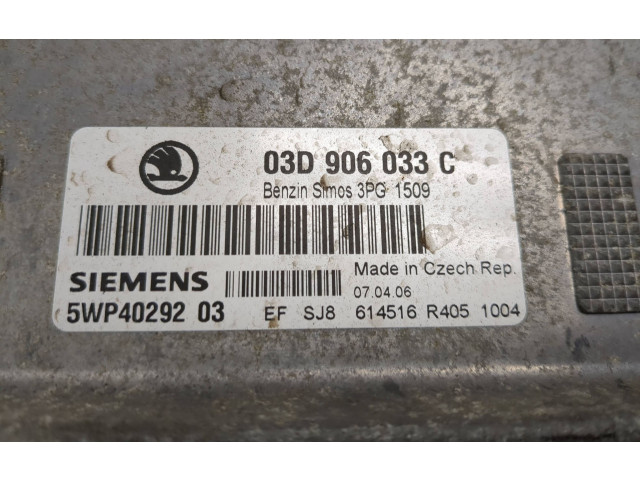 03D 906 033 C
Benzin Simos 3PG 1509
SIEMENS
Made in Czech Rep.
07.04.06
5WP40292 03 EF SJ8 614516 R405 1004